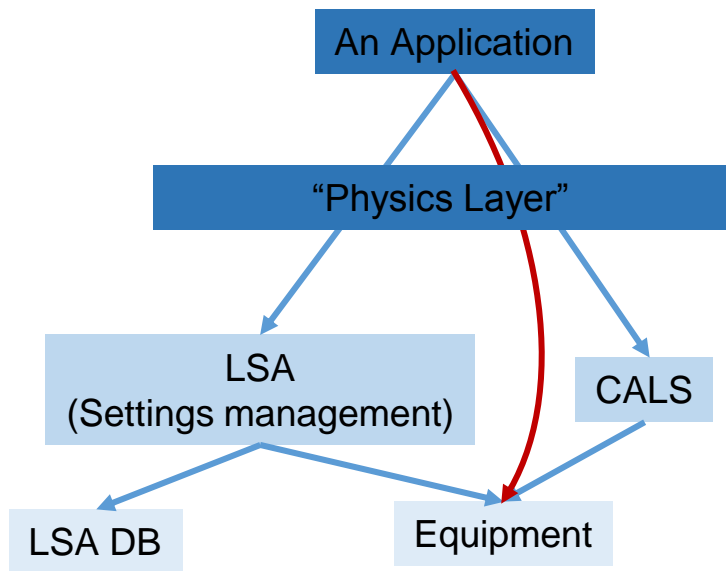 An Application
“Physics Layer”
LSA
(Settings management)
CALS
LSA DB
Equipment